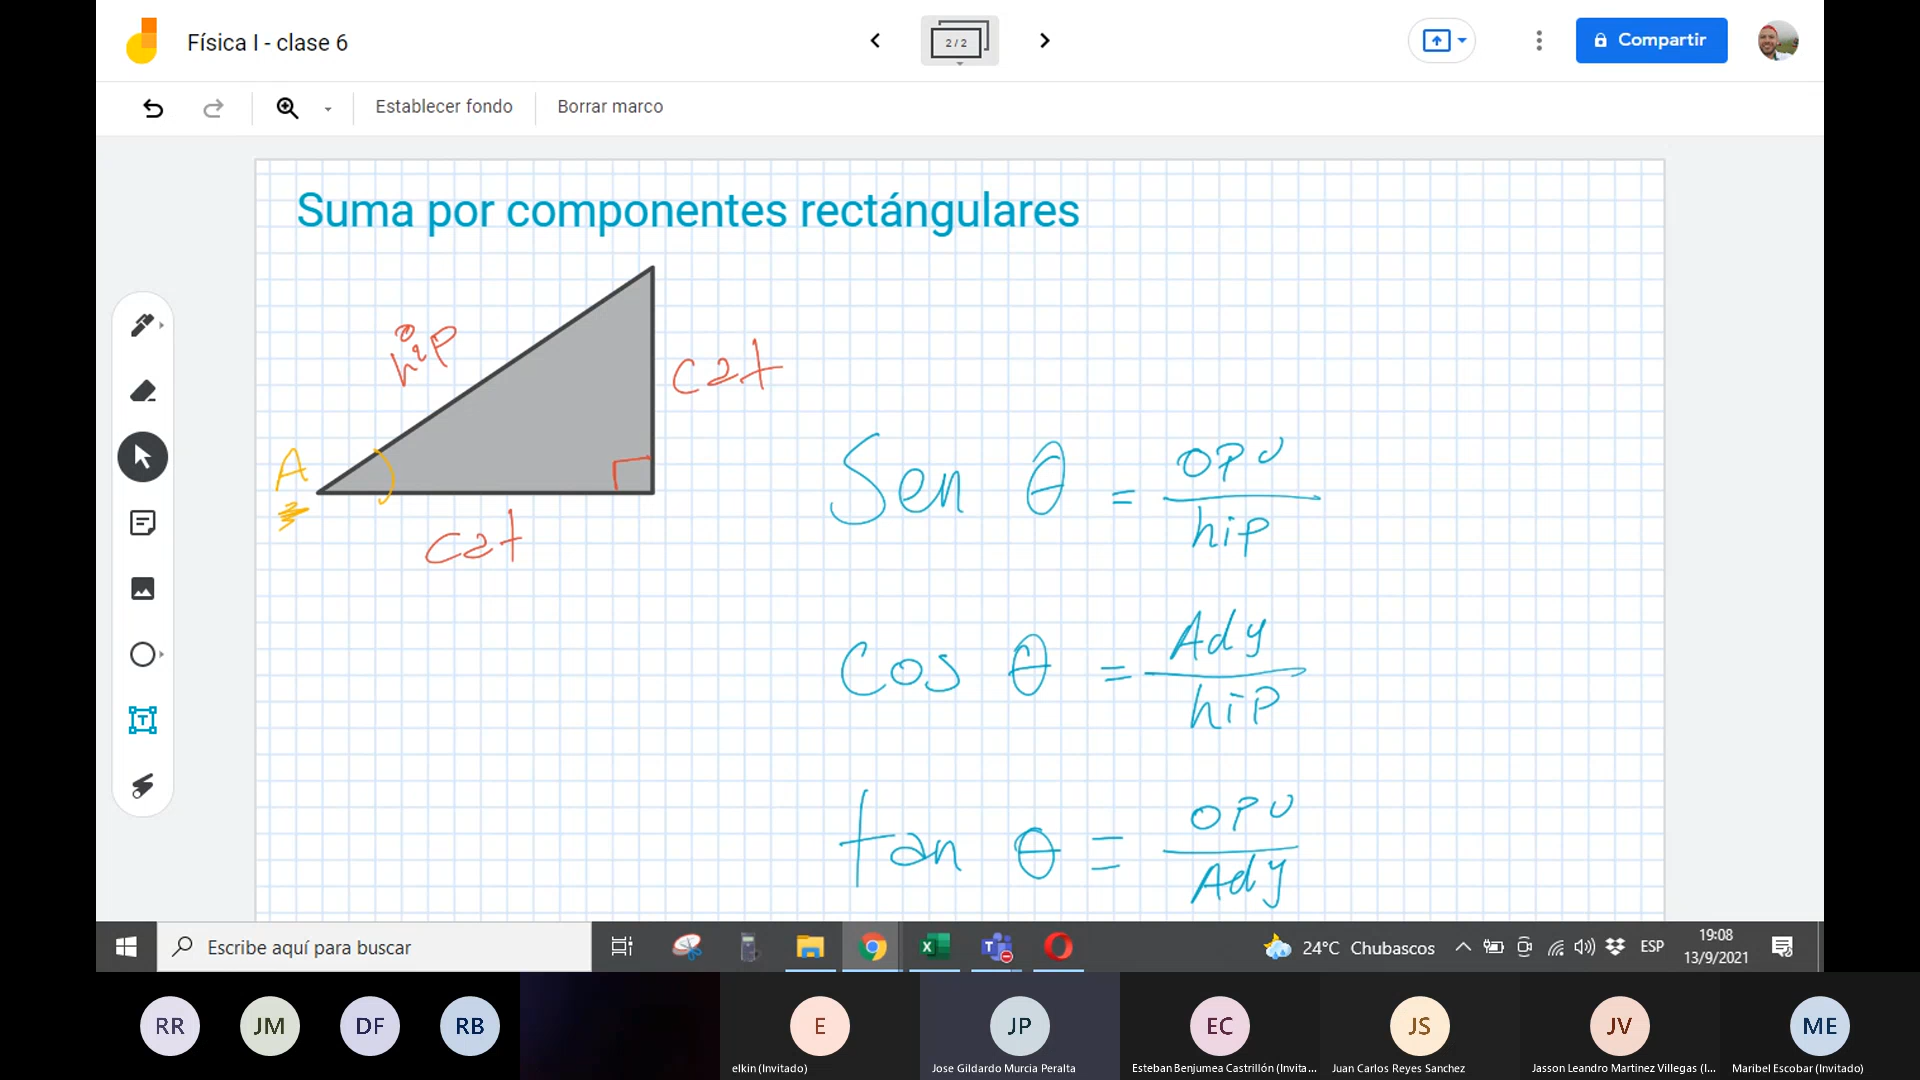 Física I - clase 6
2 / 2
Compartir
Establecer fondo
Borrar marco
Suma por componentes rectángulares
hip
cat
A
cat
Sen θ = opu
hip
Cos θ = Ady
hip
tan θ = opu
Ady
Escribe aquí para buscar
24°C Chubascos
ESP
19:08
13/9/2021
RR
JM
DF
RB
E
JP
EC
JS
JV
ME
elkin (Invitado)
Jose Gildardo Murcia Peralta
Esteban Benjumea Castrillón (Invita...
Juan Carlos Reyes Sanchez
Jasson Leandro Martinez Villegas (I...
Maribel Escobar (Invitado)